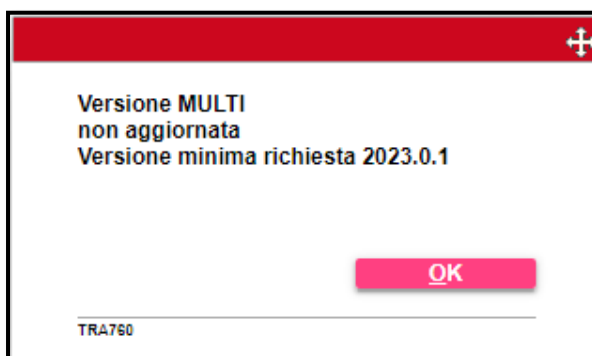 Versione MULTI
non aggiornata
Versione minima richiesta 2023.0.1
OK
TRA760